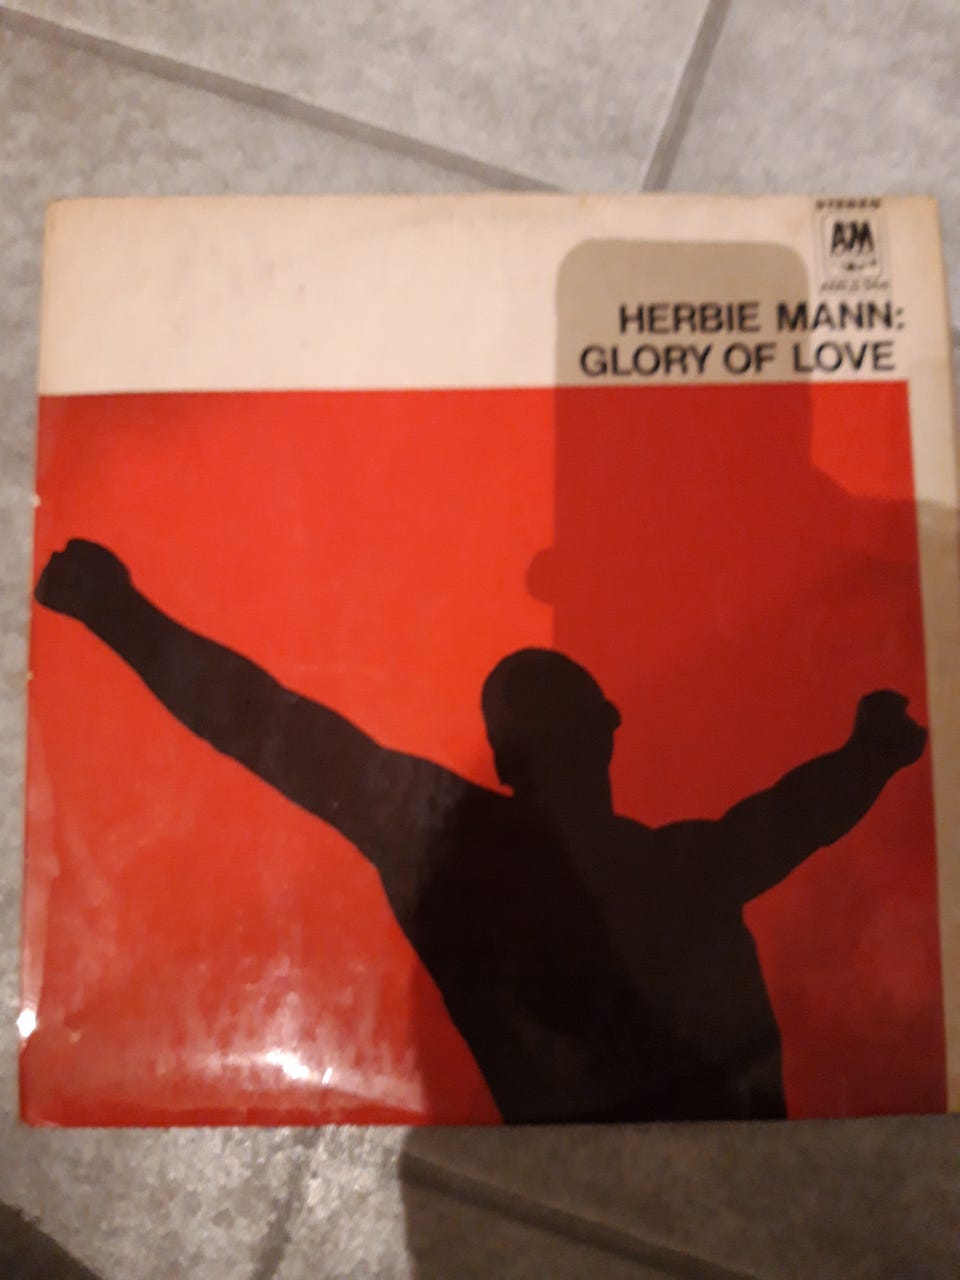 STEREO
A&M
HERBIE MANN:
GLORY OF LOVE